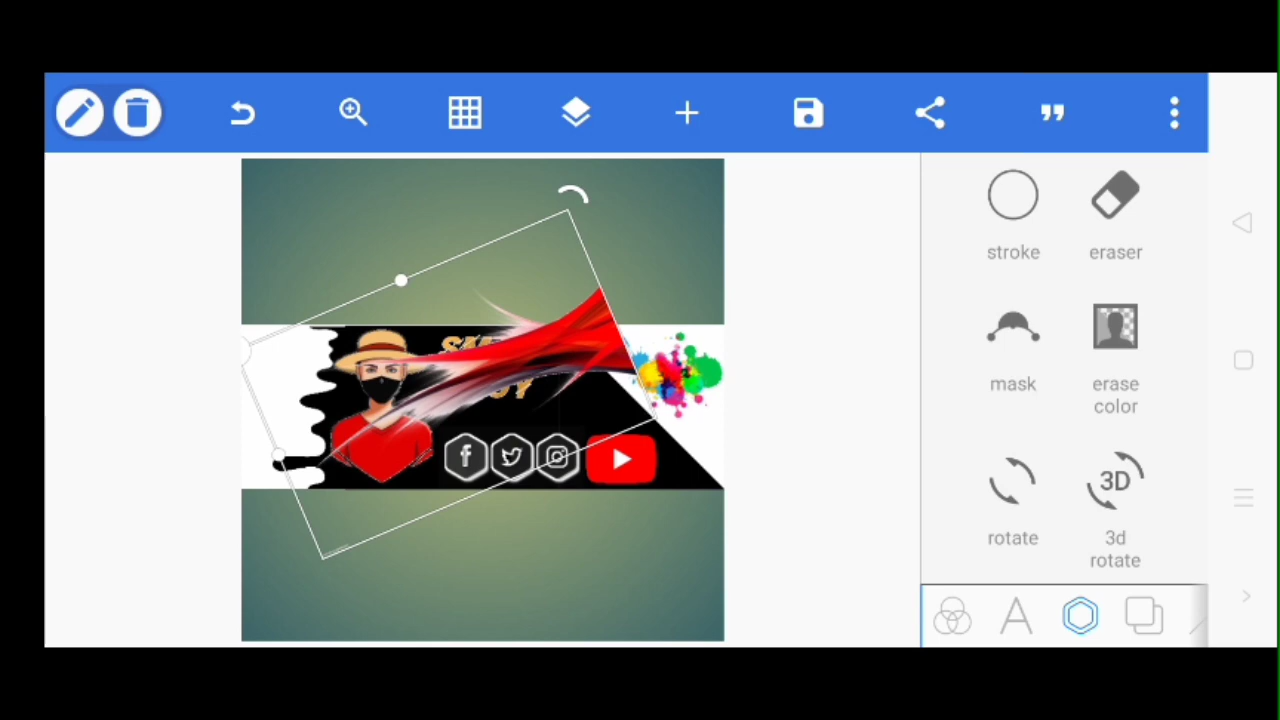 stroke
eraser
mask
erase
color
3D
rotate
3d
rotate